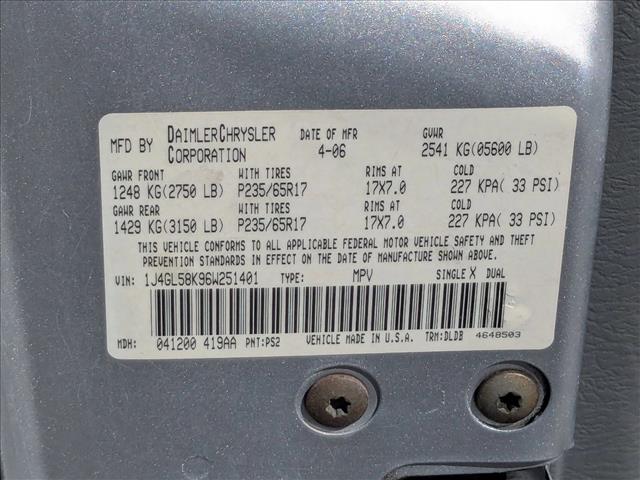 MFD BY DAIMLERCHRYSLER CORPORATION DATE OF MFR 4-06 GVWR 2541 KG(05600 LB)
GAWR FRONT WITH TIRES RIMS AT COLD
1248 KG(2750 LB) P235/65R17 17X7.0 227 KPA( 33 PSI)
GAWR REAR WITH TIRES RIMS AT COLD
1429 KG(3150 LB) P235/65R17 17X7.0 227 KPA( 33 PSI)
THIS VEHICLE CONFORMS TO ALL APPLICABLE FEDERAL MOTOR VEHICLE SAFETY AND THEFT
PREVENTION STANDARDS IN EFFECT ON THE DATE OF MANUFACTURE SHOWN ABOVE.
VIN: 1J4GL58K96W251401 TYPE: MPV SINGLE X DUAL
MDH: 041200 419AA PNT:PS2 VEHICLE MADE IN U.S.A. TRM:DLDB 4648503